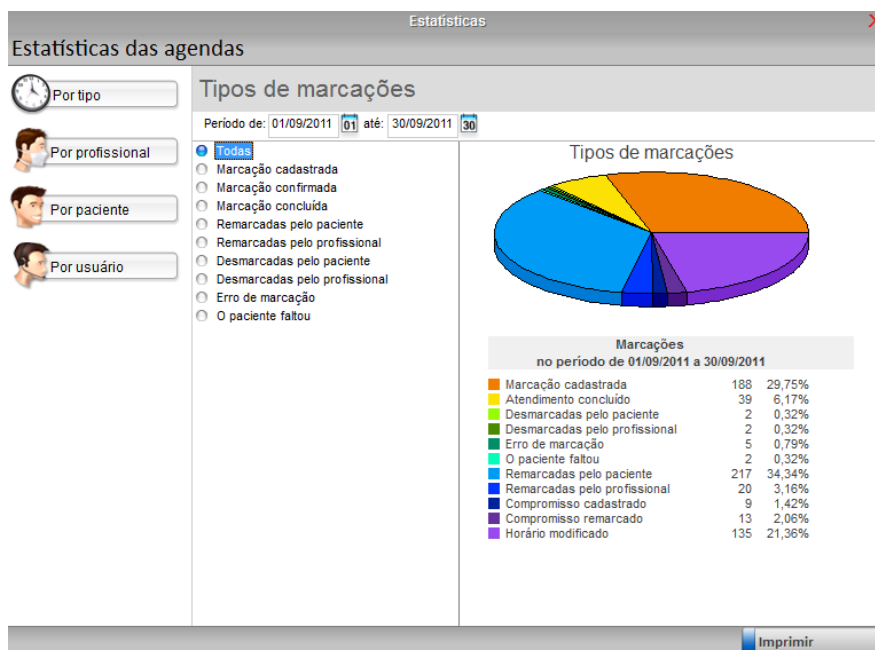 Estatísticas
Estatísticas das agendas
Por tipo
Por profissional
Por paciente
Por usuário
Tipos de marcações
Período de: 01/09/2011 01 até: 30/09/2011 30
Todas
Marcação cadastrada
Marcação confirmada
Marcação concluída
Remarcadas pelo paciente
Remarcadas pelo profissional
Desmarcadas pelo paciente
Desmarcadas pelo profissional
Erro de marcação
O paciente faltou
Tipos de marcações
Marcações
no período de 01/09/2011 a 30/09/2011
Marcação cadastrada 188 29,75%
Atendimento concluído 39 6,17%
Desmarcadas pelo paciente 2 0,32%
Desmarcadas pelo profissional 2 0,32%
Erro de marcação 5 0,79%
O paciente faltou 2 0,32%
Remarcadas pelo paciente 217 34,34%
Remarcadas pelo profissional 20 3,16%
Compromisso cadastrado 9 1,42%
Compromisso remarcado 13 2,06%
Horário modificado 135 21,36%
Imprimir